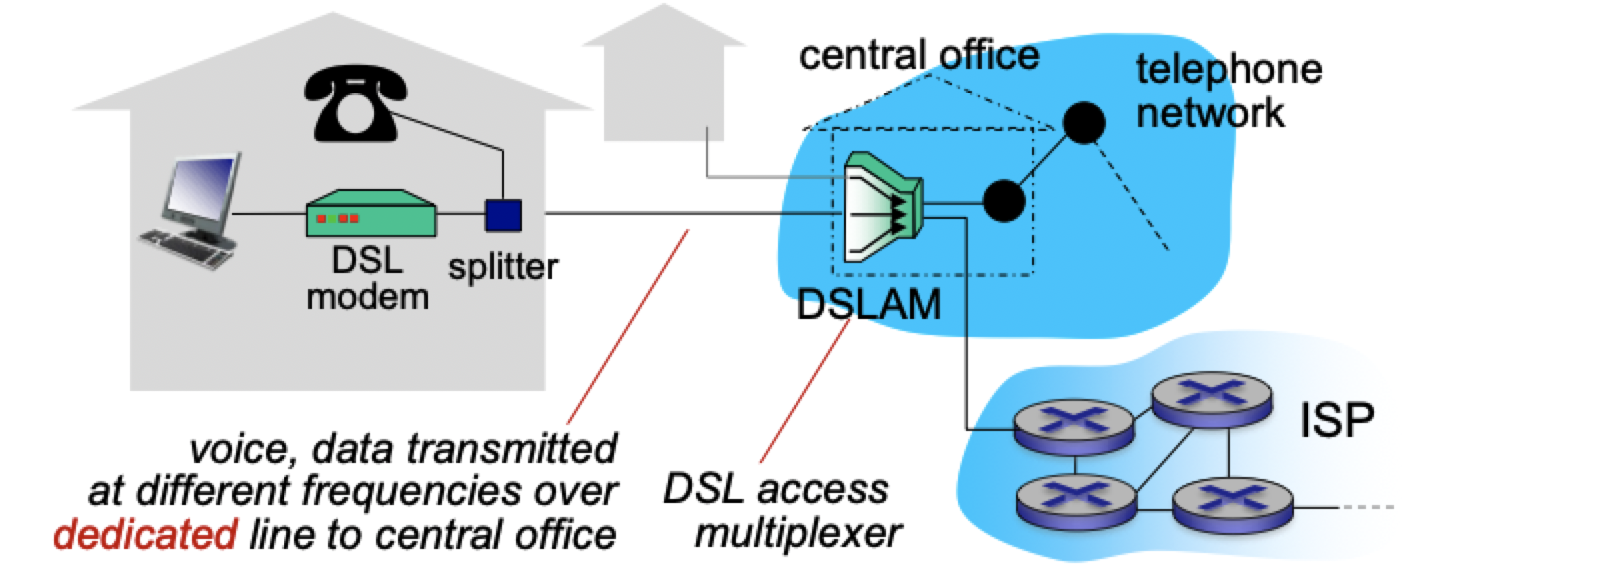 central office
telephone
network
DSL
modem
splitter
DSLAM
ISP
voice, data transmitted
at different frequencies over
dedicated line to central office
DSL access
multiplexer